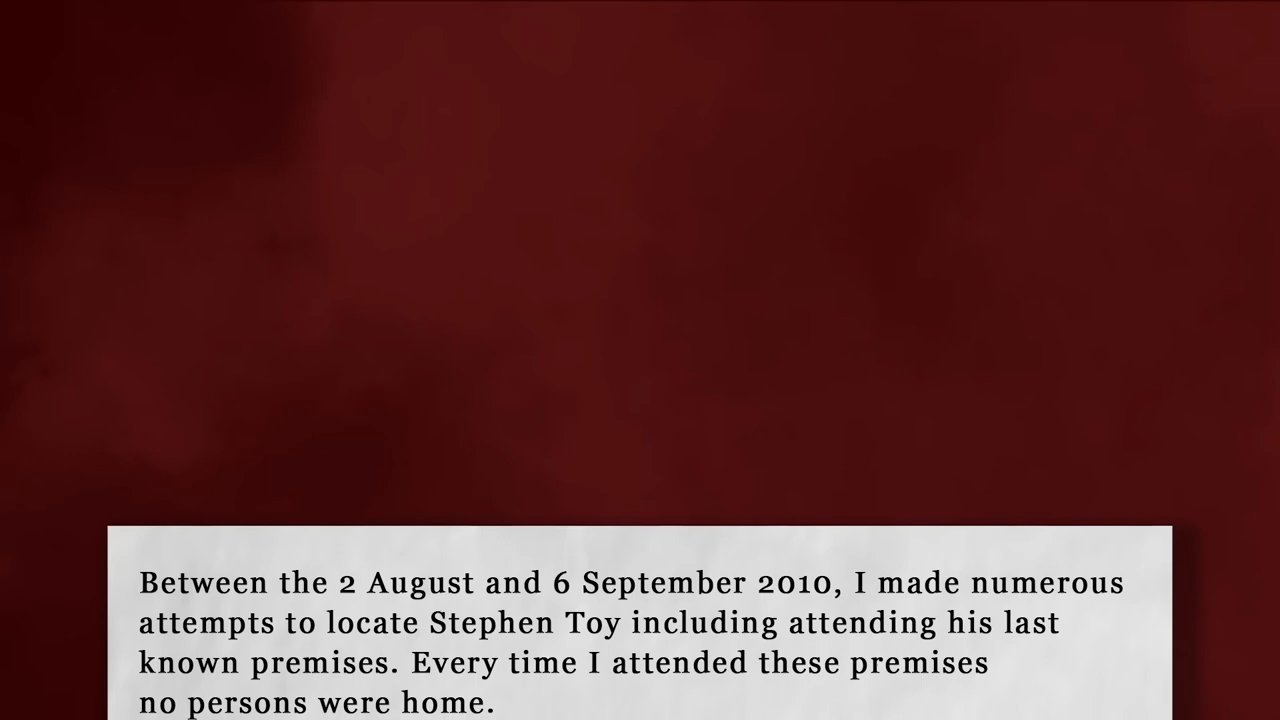 Between the 2 August and 6 September 2010, I made numerous
attempts to locate Stephen Toy including attending his last
known premises. Every time I attended these premises
no persons were home.